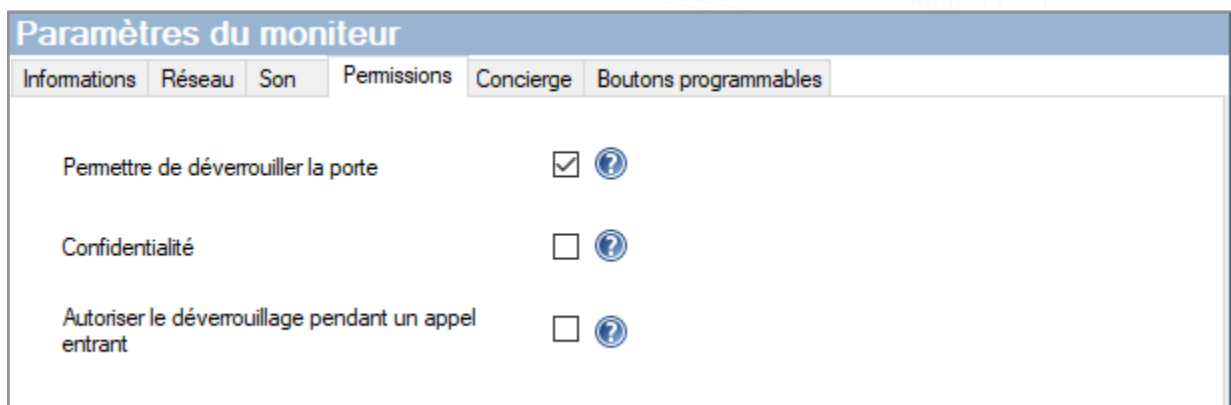 Paramètres du moniteur
Informations Réseau Son Permissions Concierge Boutons programmables
Permettre de déverrouiller la porte
Confidentialité
Autoriser le déverrouillage pendant un appel
entrant